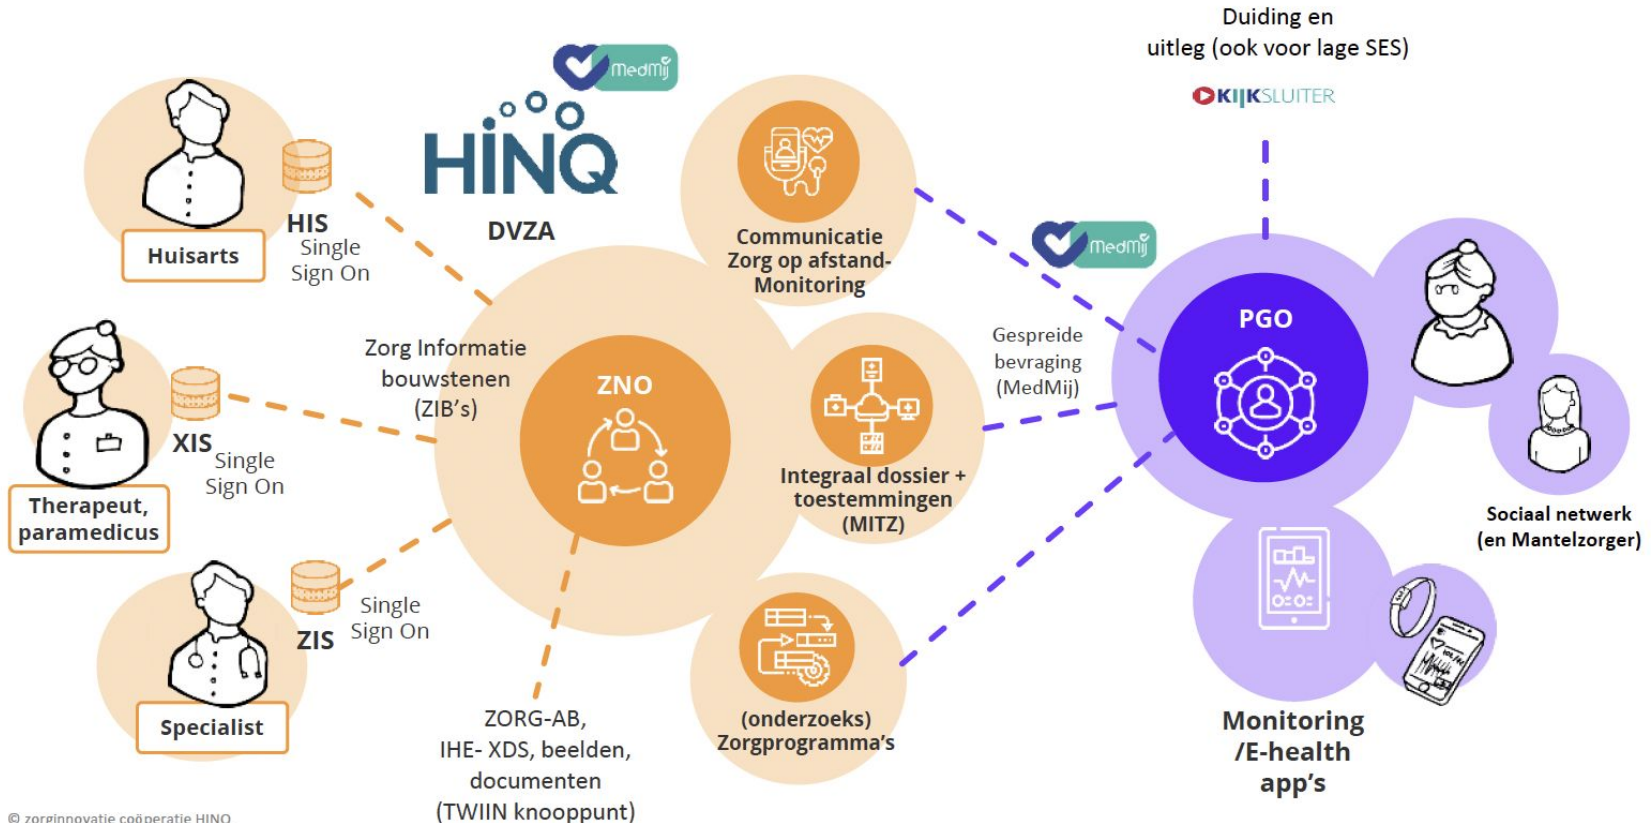 Duiding en
uitleg (ook voor lage SES)
KIJKSLUITER
MedMij
HINQ
DVZA
HIS
Single
Sign On
Huisarts
Communicatie
Zorg op afstand-
Monitoring
MedMij
PGO
Zorg Informatie
bouwstenen
(ZIB's)
ZNO
Gespreide
bevraging
(MedMij)
XIS
Single
Sign On
Therapeut,
paramedicus
Integraal dossier +
toestemmingen
(MITZ)
Sociaal netwerk
(en Mantelzorger)
ZIS
Single
Sign On
Specialist
ZORG-AB,
IHE- XDS, beelden,
documenten
(TWIIN knooppunt)
(onderzoeks)
Zorgprogramma's
Monitoring
/E-health
app's
© zorginnovatie coöperatie HINQ